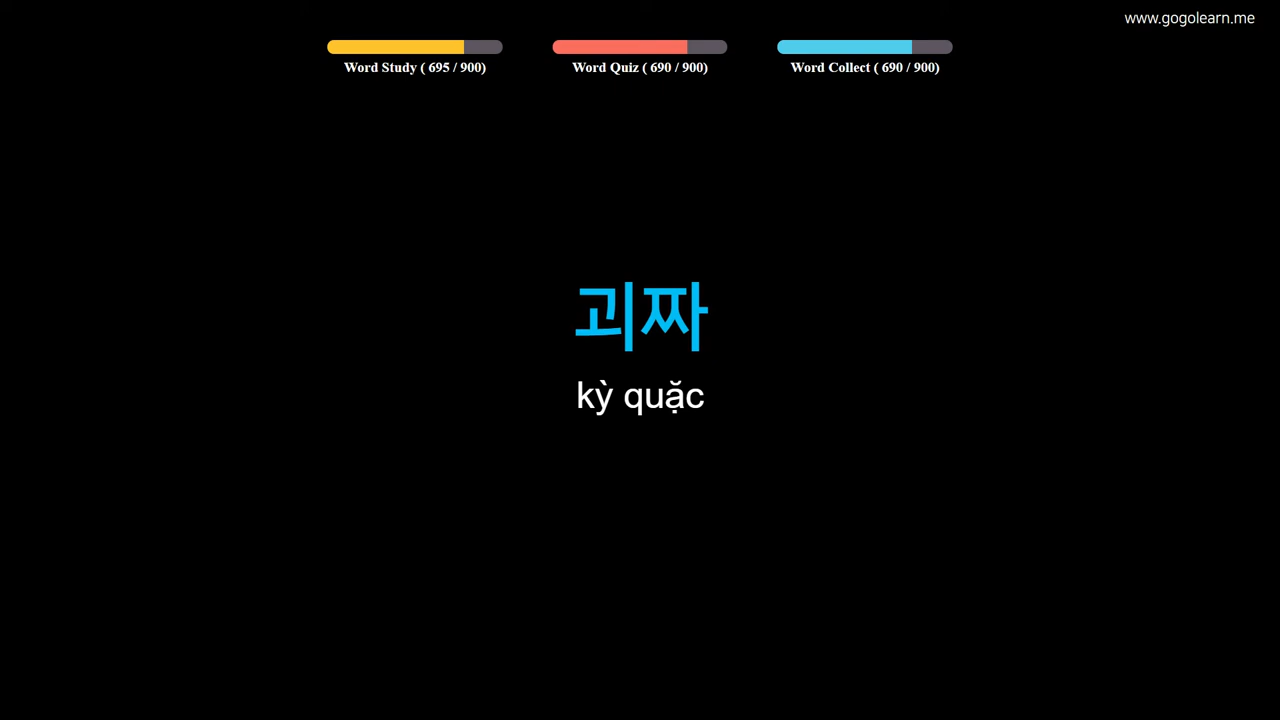 www.gogolearn.me
Word Study ( 695 / 900)
Word Quiz ( 690 / 900)
Word Collect ( 690 / 900)
괴짜
kỳ quặc